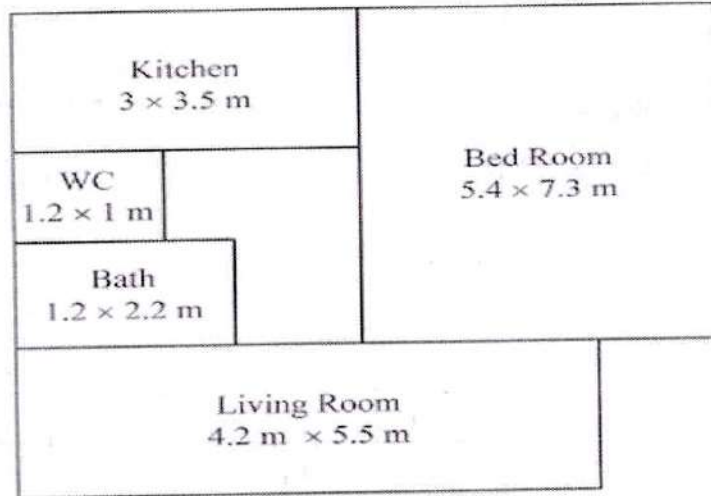 Kitchen
3 × 3.5 m
Bed Room
5.4 × 7.3 m
WC
1.2 × 1 m
Bath
1.2 × 2.2 m
Living Room
4.2 m × 5.5 m